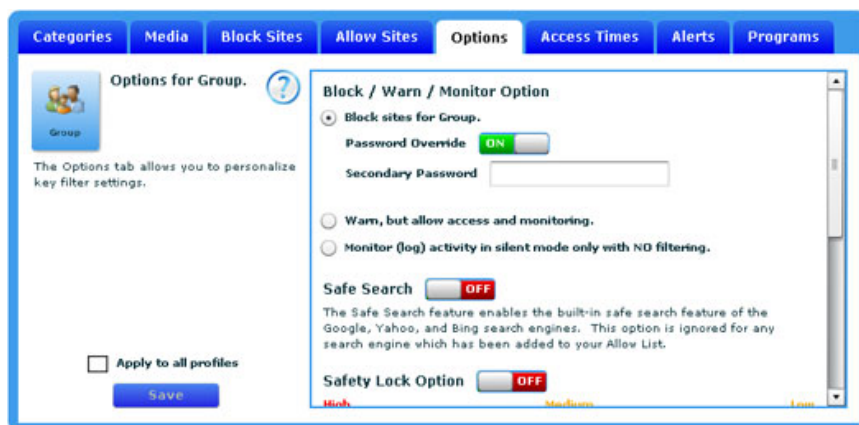 Categories
Media
Block Sites
Allow Sites
Options
Access Times
Alerts
Programs
Group
Options for Group.
?
The Options tab allows you to personalize
key filter settings.
Apply to all profiles
Save
Block / Warn / Monitor Option
Block sites for Group.
Password Override ON
Secondary Password
Warn, but allow access and monitoring.
Monitor (log) activity in silent mode only with NO filtering.
Safe Search OFF
The Safe Search feature enables the built-in safe search feature of the
Google, Yahoo, and Bing search engines. This option is ignored for any
search engine which has been added to your Allow List.
Safety Lock Option OFF
High Medium Low